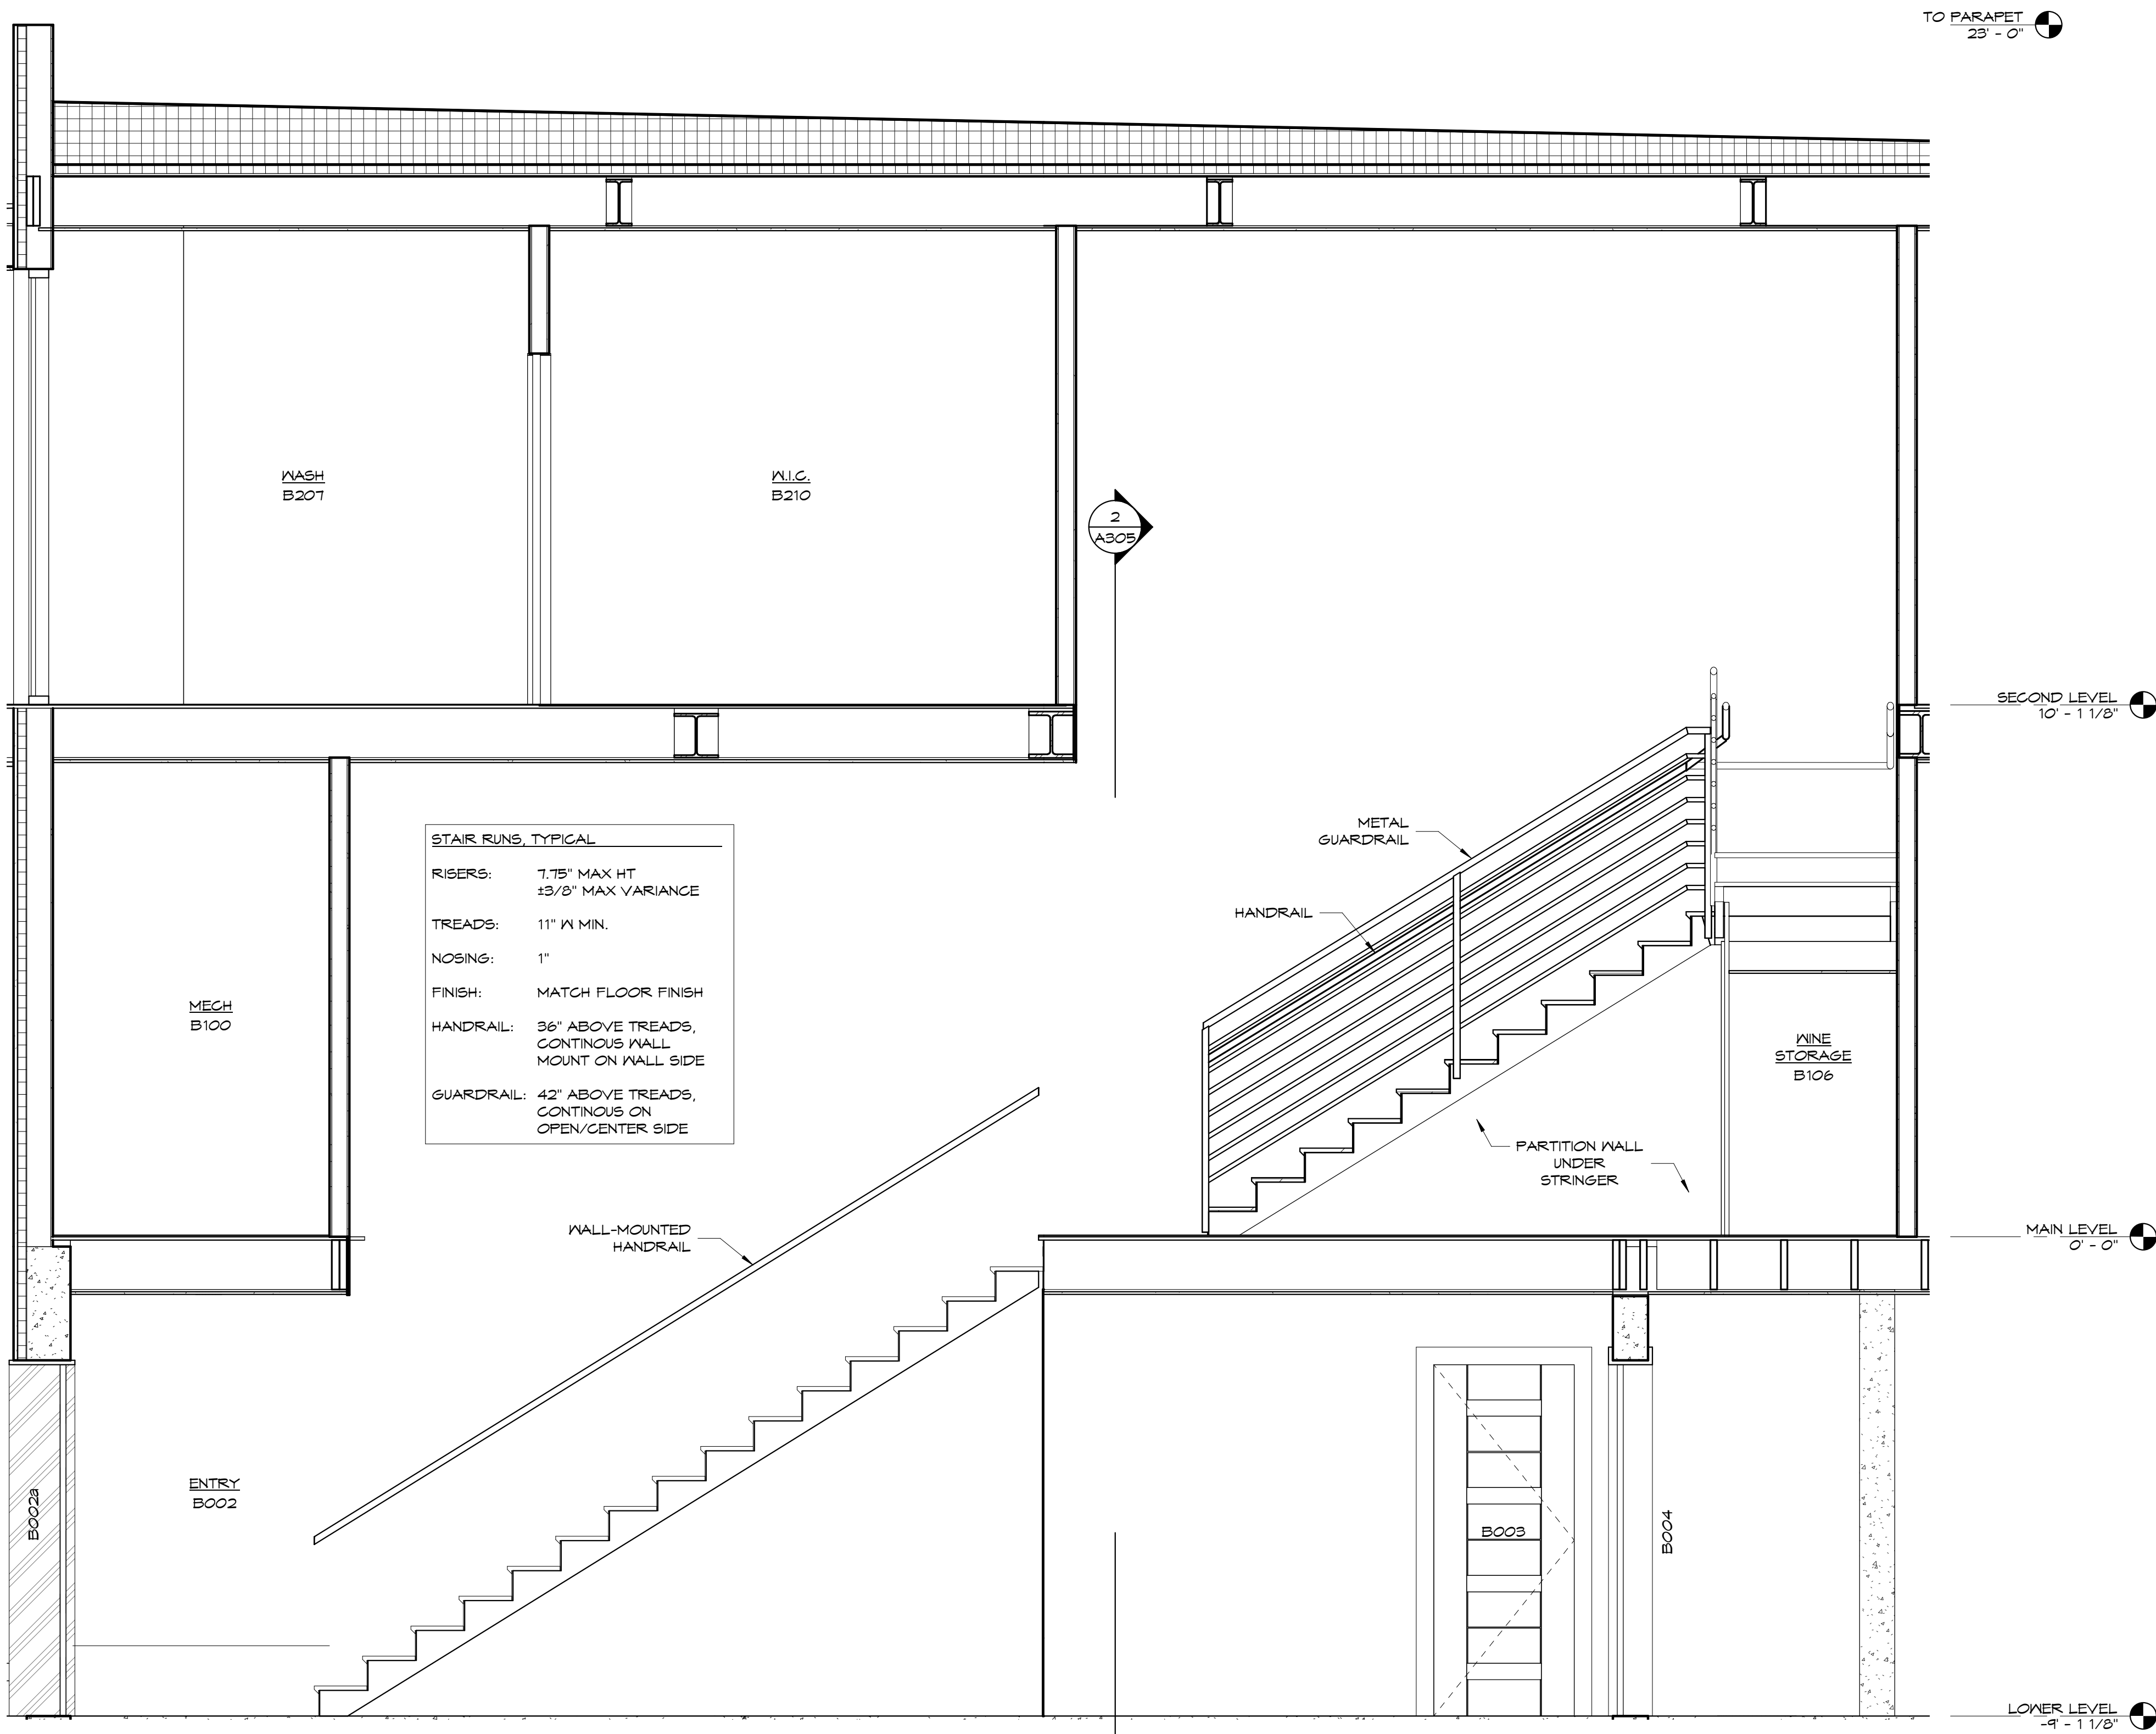 TO PARAPET
23' - 0"
WASH
B207
W.I.C.
B210
2
A305
SECOND LEVEL
10' - 1 1/8"
STAIR RUNS, TYPICAL
RISERS: 7.75" MAX HT
±3/8" MAX VARIANCE
TREADS: 11" W MIN.
NOSING: 1"
FINISH: MATCH FLOOR FINISH
HANDRAIL: 36" ABOVE TREADS,
CONTINOUS WALL
MOUNT ON WALL SIDE
GUARDRAIL: 42" ABOVE TREADS,
CONTINOUS ON
OPEN/CENTER SIDE
METAL
GUARDRAIL
HANDRAIL
MECH
B100
WINE
STORAGE
B106
PARTITION WALL
UNDER
STRINGER
WALL-MOUNTED
HANDRAIL
MAIN LEVEL
0' - 0"
ENTRY
B002
B002a
B003
B004
LOWER LEVEL
-9' - 1 1/8"